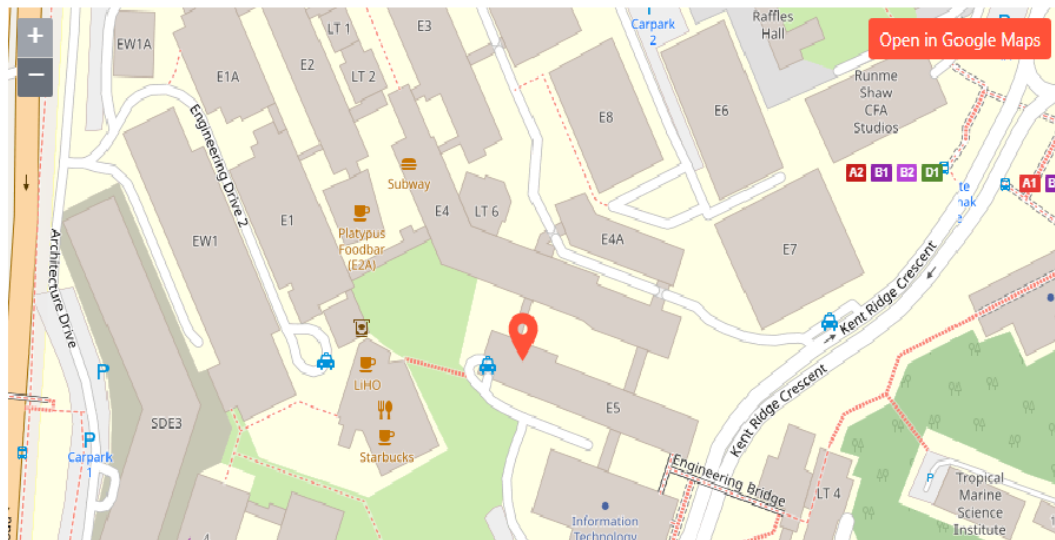 +
−
Open in Google Maps
EW1A
LT 1
E3
Carpark
2
Raffles
Hall
E1A
E2
LT 2
Runme
Shaw
CFA
Studios
E8
E6
Engineering Drive 2
Subway
A2 B1 B2 D1
A1
E1
E4
LT 6
EW1
Platypus
Foodbar
(E2A)
E4A
E7
Architecture Drive
Kent Ridge Crescent
P
LiHO
Kent Ridge Crescent
E5
SDE3
P
Carpark
1
Starbucks
Engineering Bridge
LT 4
P
Tropical
Marine
Science
Institute
Information
Technology